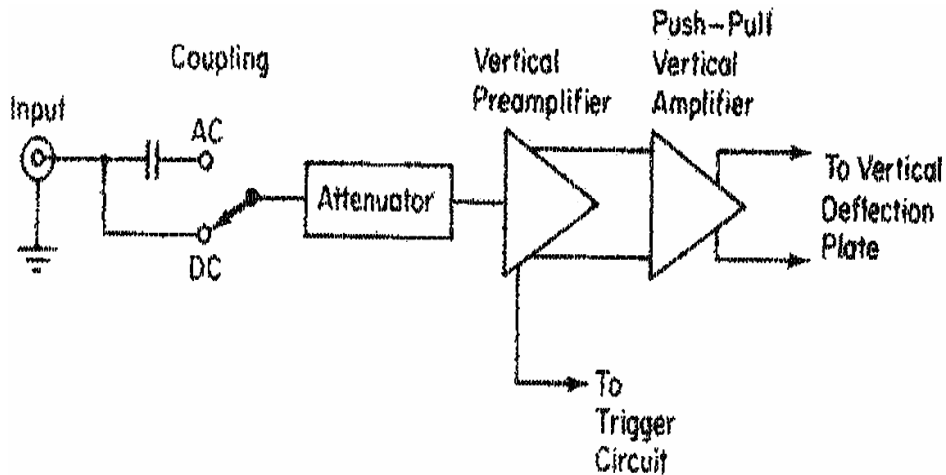 Coupling
Input
AC
DC
Attenuator
Vertical
Preamplifier
Push-Pull
Vertical
Amplifier
To Vertical
Deflection
Plate
To
Trigger
Circuit